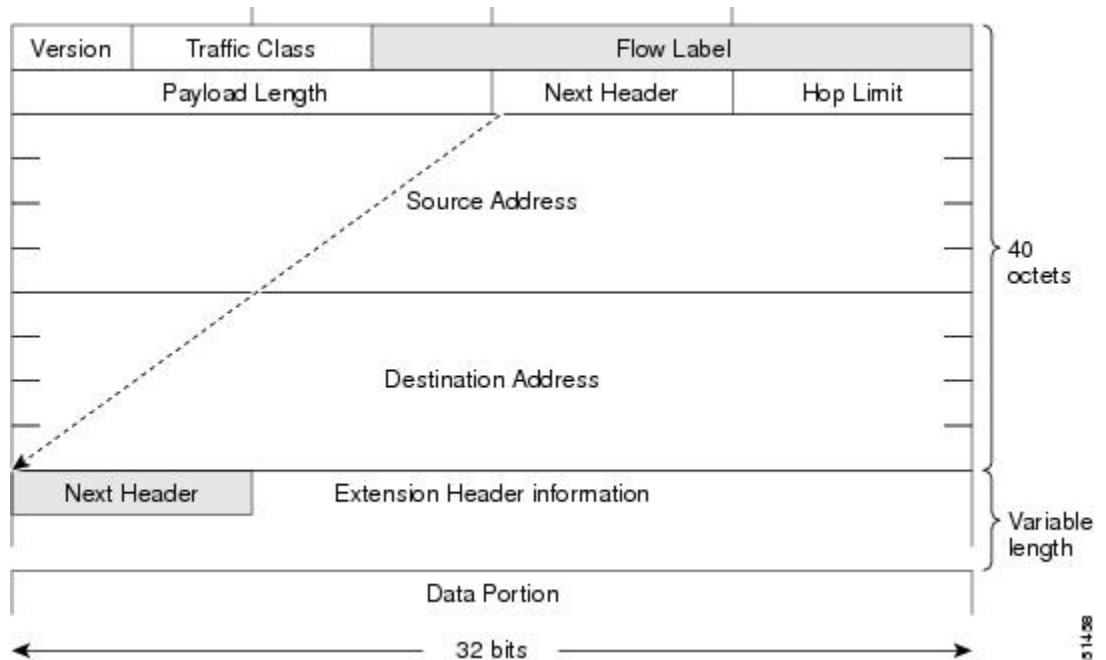 Version Traffic Class Flow Label
Payload Length Next Header Hop Limit
Source Address
40
octets
Destination Address
Next Header Extension Header information
Variable
length
Data Portion
32 bits
51458